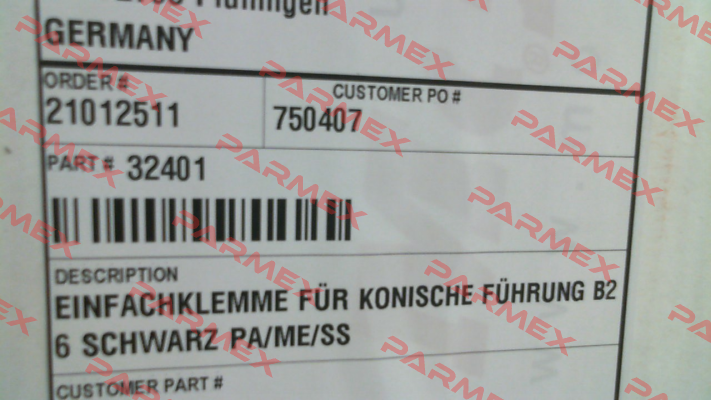 GERMANY
ORDER #
21012511
CUSTOMER PO #
750407
PART # 32401
DESCRIPTION
EINFACHKLEMME FÜR KONISCHE FÜHRUNG B2
6 SCHWARZ PA/ME/SS
CUSTOMER PART #
PARMEX